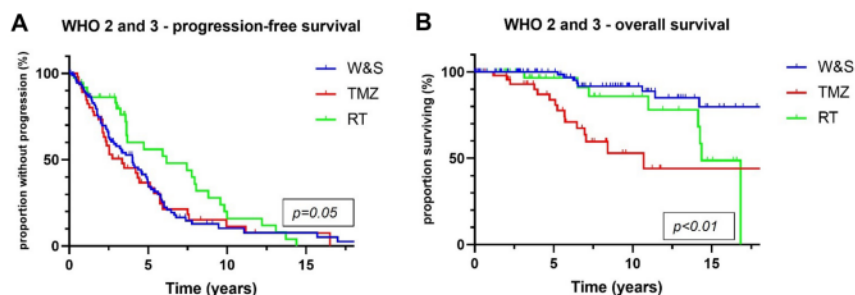 A
WHO 2 and 3 - progression-free survival
proportion without progression (%)
100
50
0
0
5
10
15
Time (years)
W&S
TMZ
RT
p=0.05
B
WHO 2 and 3 - overall survival
proportion surviving (%)
100
50
0
0
5
10
15
Time (years)
W&S
TMZ
RT
p<0.01